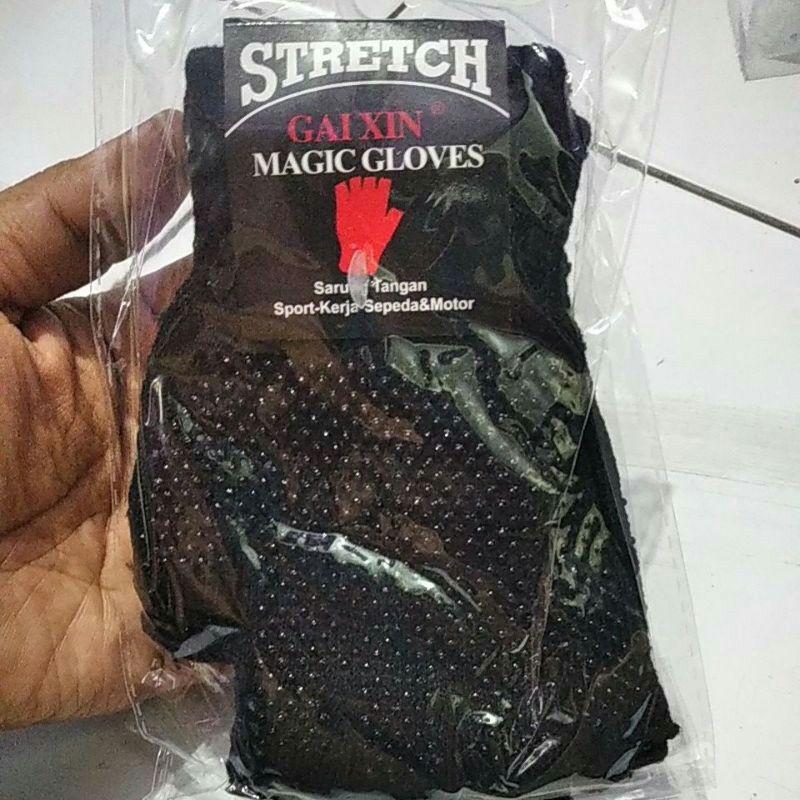 STRETCH
GAI XIN ®
MAGIC GLOVES
Sarung Tangan
Sport-Kerja-Sepeda&Motor